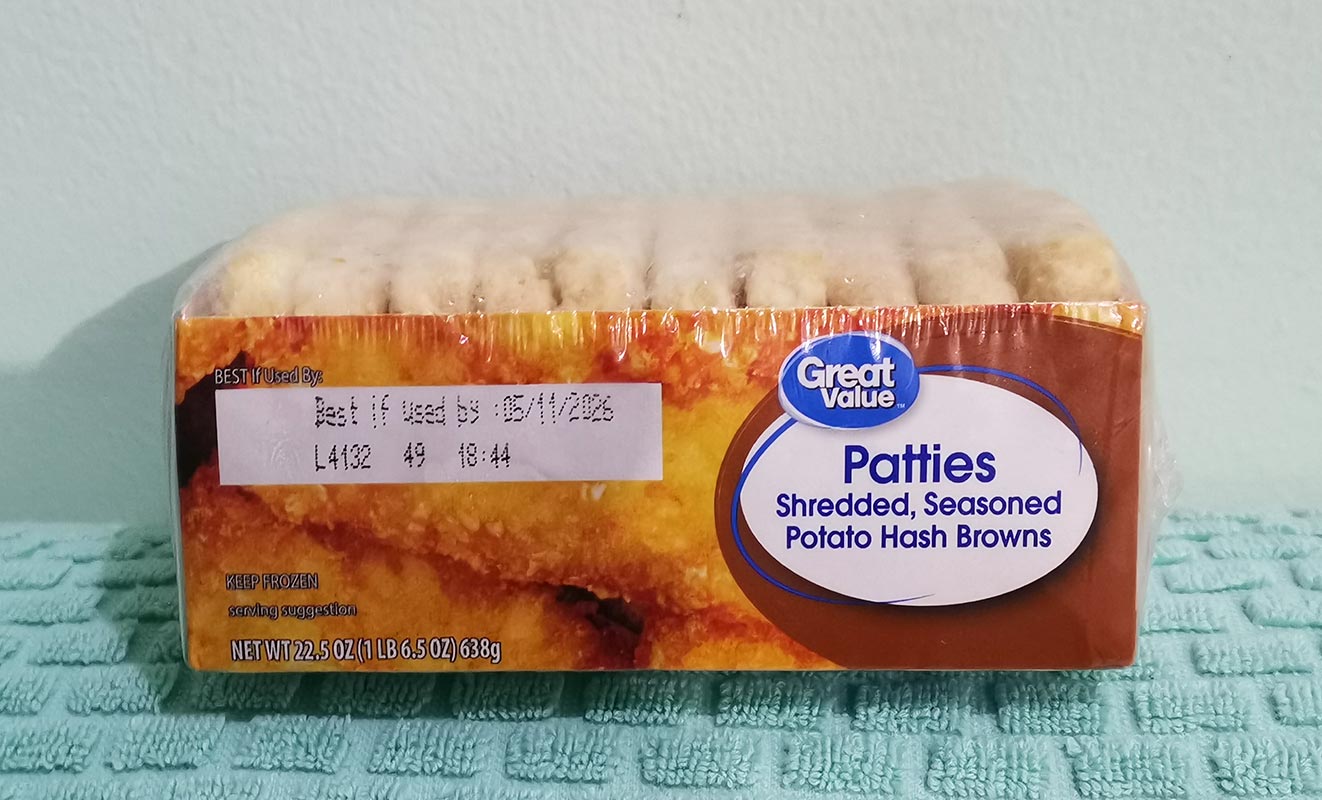 BEST If Used By:
Best if used by :05/11/2026
L4132 49 18:44
KEEP FROZEN
serving suggestion
NET WT 22.5 OZ (1 LB 6.5 OZ) 638g
Great
Value™
Patties
Shredded, Seasoned
Potato Hash Browns